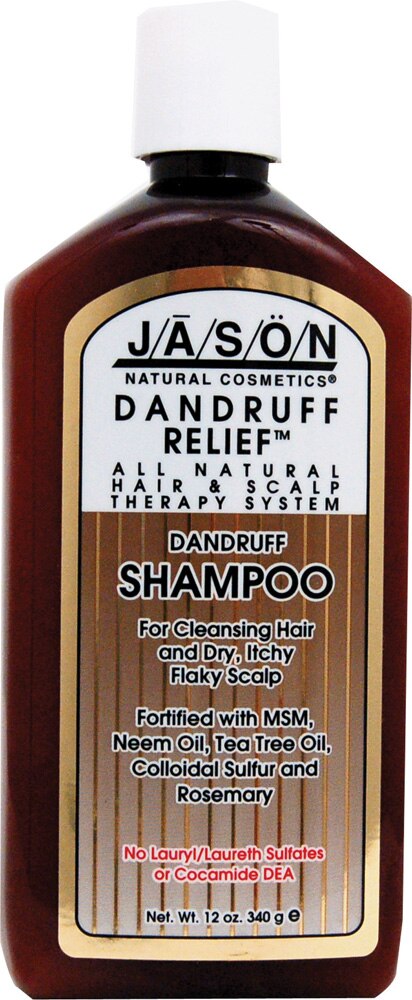 J/Ā/S/Ö/N
NATURAL COSMETICS®
DANDRUFF
RELIEF™
ALL NATURAL
HAIR & SCALP
THERAPY SYSTEM
DANDRUFF
SHAMPOO
For Cleansing Hair
and Dry, Itchy
Flaky Scalp
Fortified with MSM,
Neem Oil, Tea Tree Oil,
Colloidal Sulfur and
Rosemary
No Lauryl/Laureth Sulfates
or Cocamide DEA
Net. Wt. 12 oz. 340 g ℮